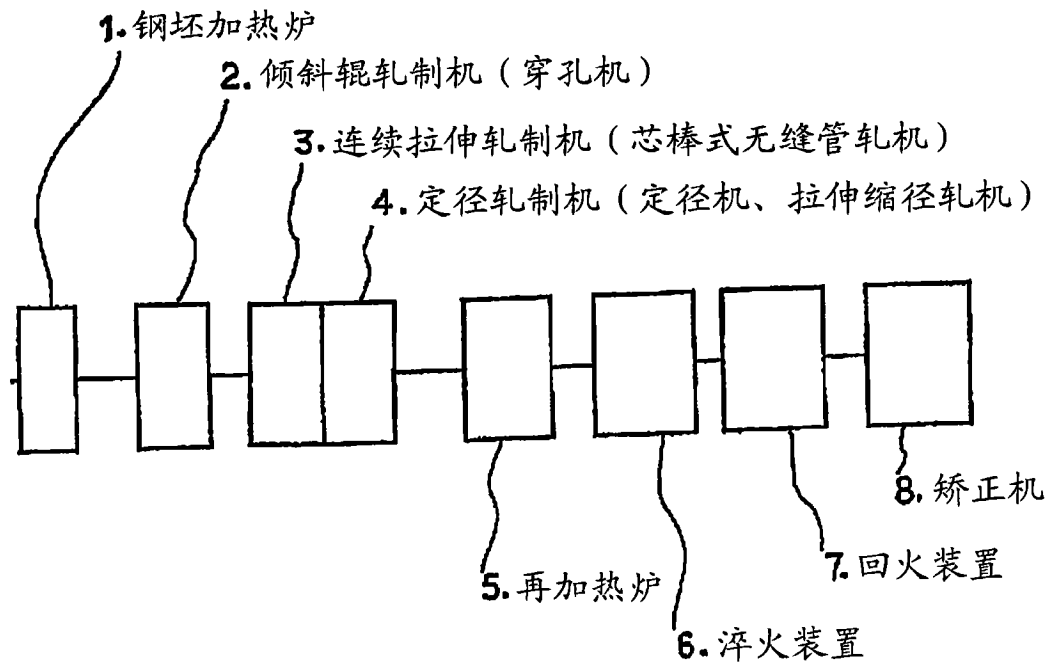 1.钢坯加热炉
2.倾斜辊轧制机（穿孔机）
3.连续拉伸轧制机（芯棒式无缝管轧机）
4.定径轧制机（定径机、拉伸缩径轧机）
8.矫正机
7.回火装置
5.再加热炉
6.淬火装置